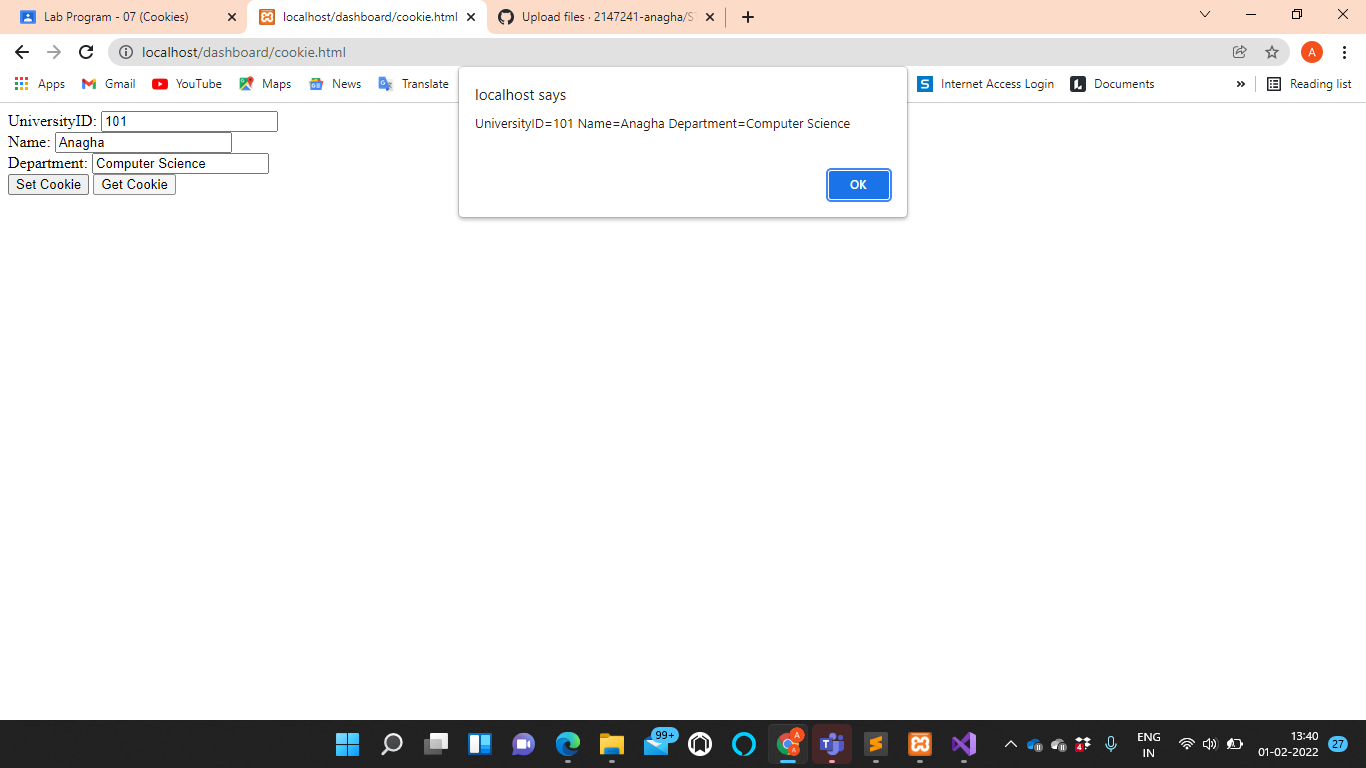 Lab Program - 07 (Cookies)
localhost/dashboard/cookie.html
Upload files · 2147241-anagha/S
localhost/dashboard/cookie.html
A
Apps
Gmail
YouTube
Maps
News
Translate
Internet Access Login
Documents
»
Reading list
localhost says
UniversityID=101 Name=Anagha Department=Computer Science
OK
UniversityID: 101
Name: Anagha
Department: Computer Science
Set Cookie Get Cookie
99+
A
4
ENG
IN
13:40
01-02-2022
27